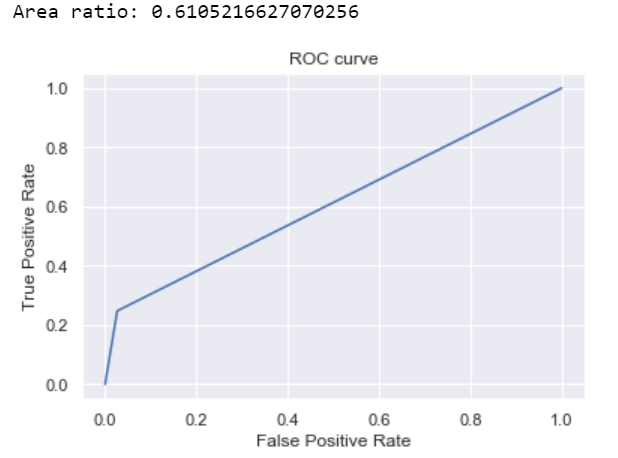 Area ratio: 0.6105216627070256
ROC curve
True Positive Rate
1.0
0.8
0.6
0.4
0.2
0.0
0.0 0.2 0.4 0.6 0.8 1.0
False Positive Rate